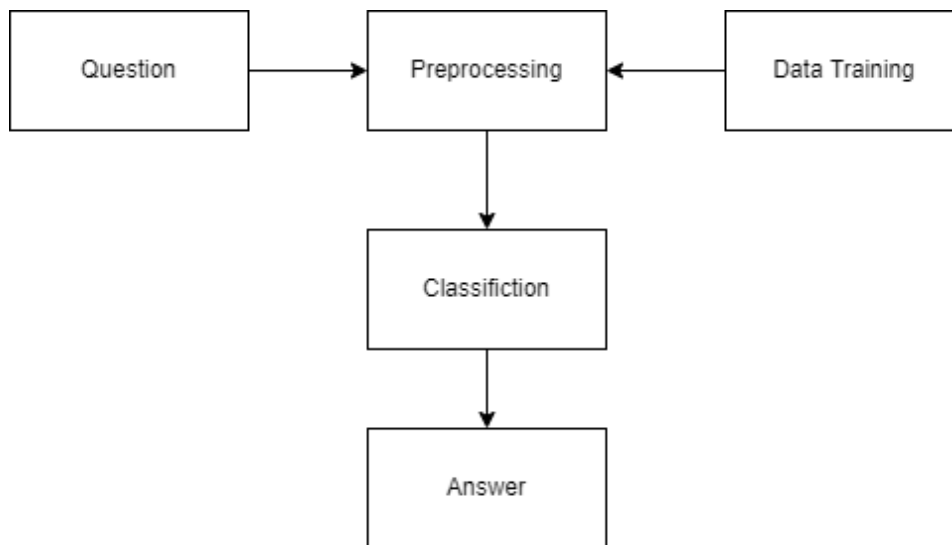 Question
Preprocessing
Data Training
Classifiction
Answer